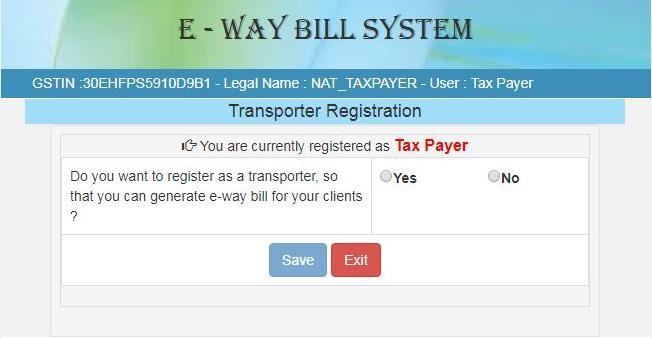 E - WAY BILL SYSTEM
GSTIN :30EHFPS5910D9B1 - Legal Name : NAT_TAXPAYER - User : Tax Payer
Transporter Registration
You are currently registered as Tax Payer
Do you want to register as a transporter, so
that you can generate e-way bill for your clients
?
Yes No
Save Exit